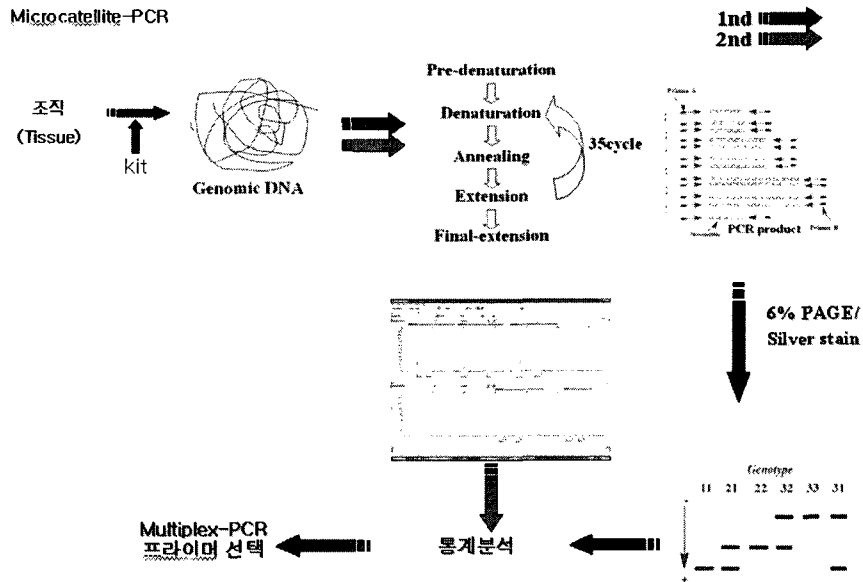 Microcatellite-PCR
1nd
2nd
조직
(Tissue)
kit
Genomic DNA
Pre-denaturation
Denaturation
Annealing
Extension
Final-extension
35cycle
PCR product
6% PAGE/
Silver stain
Genotype
11 21 22 32 33 31
-
+
통계분석
Multiplex-PCR
프라이머 선택